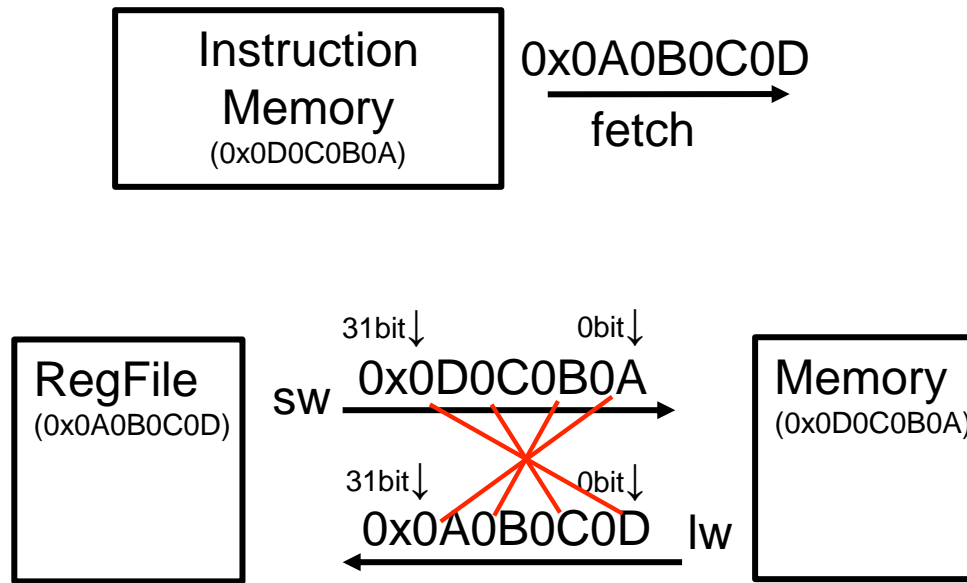 Instruction
Memory
(0x0D0C0B0A)
0x0A0B0C0D
fetch
31bit↓ 0bit↓
RegFile
(0x0A0B0C0D)
sw
0x0D0C0B0A
Memory
(0x0D0C0B0A)
31bit↓ 0bit↓
0x0A0B0C0D
lw